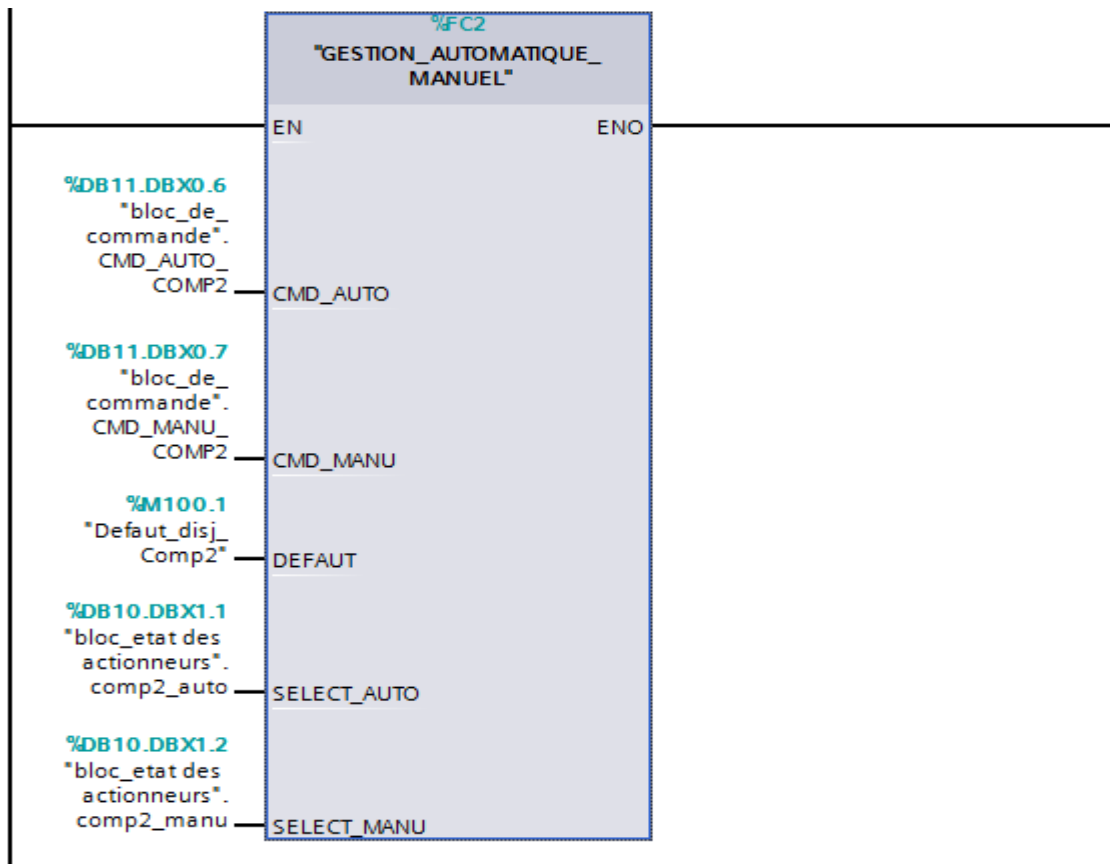 %FC2
"GESTION_AUTOMATIQUE_
MANUEL"
EN ENO
%DB11.DBX0.6
"bloc_de_
commande".
CMD_AUTO_
COMP2
CMD_AUTO
%DB11.DBX0.7
"bloc_de_
commande".
CMD_MANU_
COMP2
CMD_MANU
%M100.1
"Defaut_disj_
Comp2"
DEFAUT
%DB10.DBX1.1
"bloc_etat des
actionneurs".
comp2_auto
SELECT_AUTO
%DB10.DBX1.2
"bloc_etat des
actionneurs".
comp2_manu
SELECT_MANU